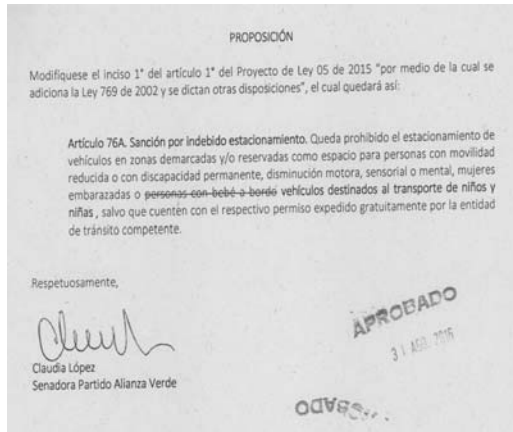 PROPOSICIÓN
Modifíquese el inciso 1° del artículo 1° del Proyecto de Ley 05 de 2015 "por medio de la cual se
adiciona la Ley 769 de 2002 y se dictan otras disposiciones", el cual quedará así:
Artículo 76A. Sanción por indebido estacionamiento. Queda prohibido el estacionamiento de
vehículos en zonas demarcadas y/o reservadas como espacio para personas con movilidad
reducida o con discapacidad permanente, disminución motora, sensorial o mental, mujeres
embarazadas o personas con bebé a bordo vehículos destinados al transporte de niños y
niñas , salvo que cuenten con el respectivo permiso expedido gratuitamente por la entidad
de tránsito competente.
Respetuosamente,
APROBADO
31 AGO. 2016
Claudia López
Senadora Partido Alianza Verde